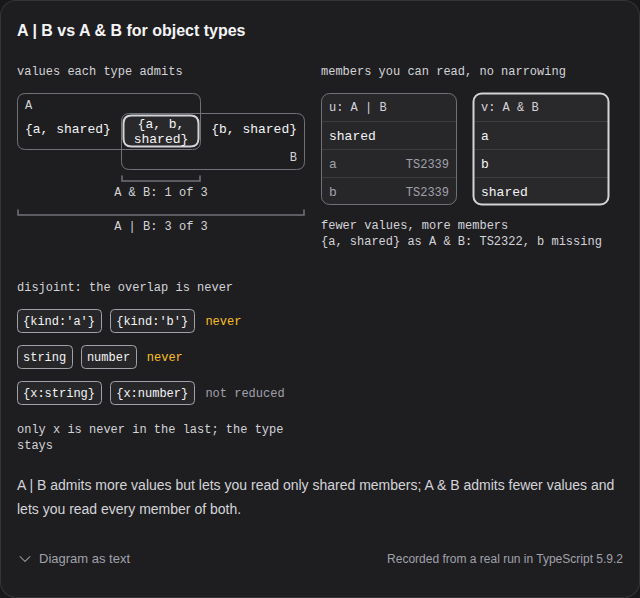 A | B vs A & B for object types
values each type admits
A
{a, shared}
{a, b,
shared}
{b, shared}
B
A & B: 1 of 3
A | B: 3 of 3
members you can read, no narrowing
u: A | B
shared
a TS2339
b TS2339
v: A & B
a
b
shared
fewer values, more members
{a, shared} as A & B: TS2322, b missing
disjoint: the overlap is never
{kind:'a'} {kind:'b'} never
string number never
{x:string} {x:number} not reduced
only x is never in the last; the type
stays
A | B admits more values but lets you read only shared members; A & B admits fewer values and
lets you read every member of both.
Diagram as text
Recorded from a real run in TypeScript 5.9.2